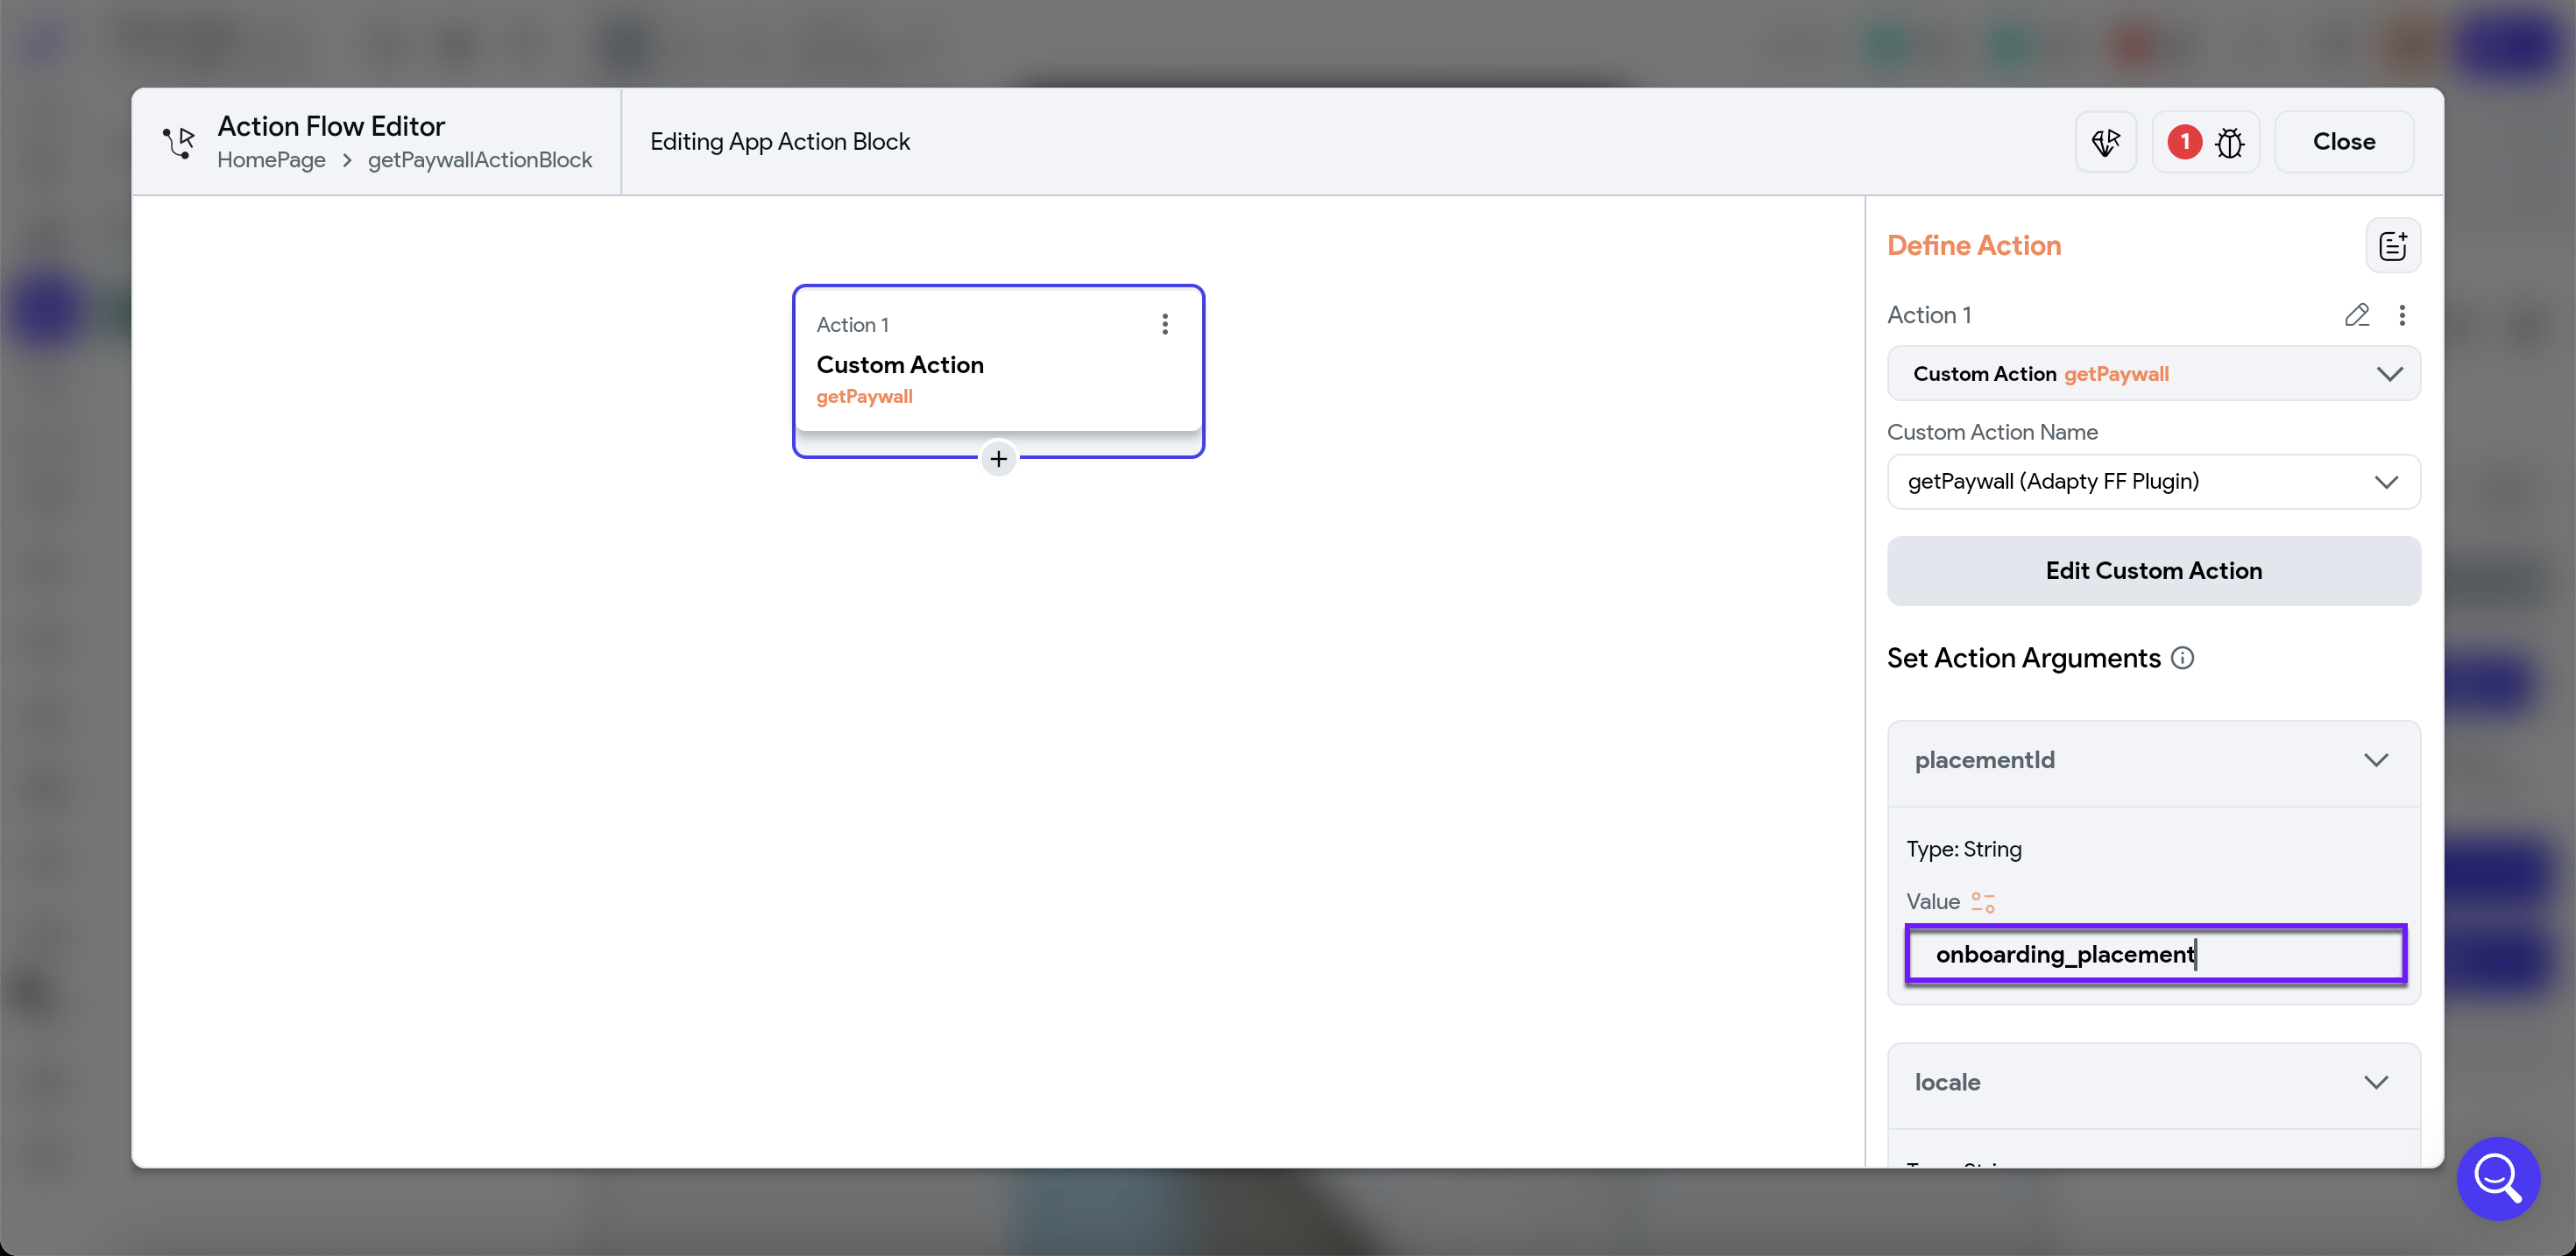 Action Flow Editor
HomePage > getPaywallActionBlock
Editing App Action Block
1
Close
Action 1
Custom Action
getPaywall
Define Action
Action 1
Custom Action getPaywall
Custom Action Name
getPaywall (Adapty FF Plugin)
Edit Custom Action
Set Action Arguments
placementId
Type: String
Value
onboarding_placement
locale